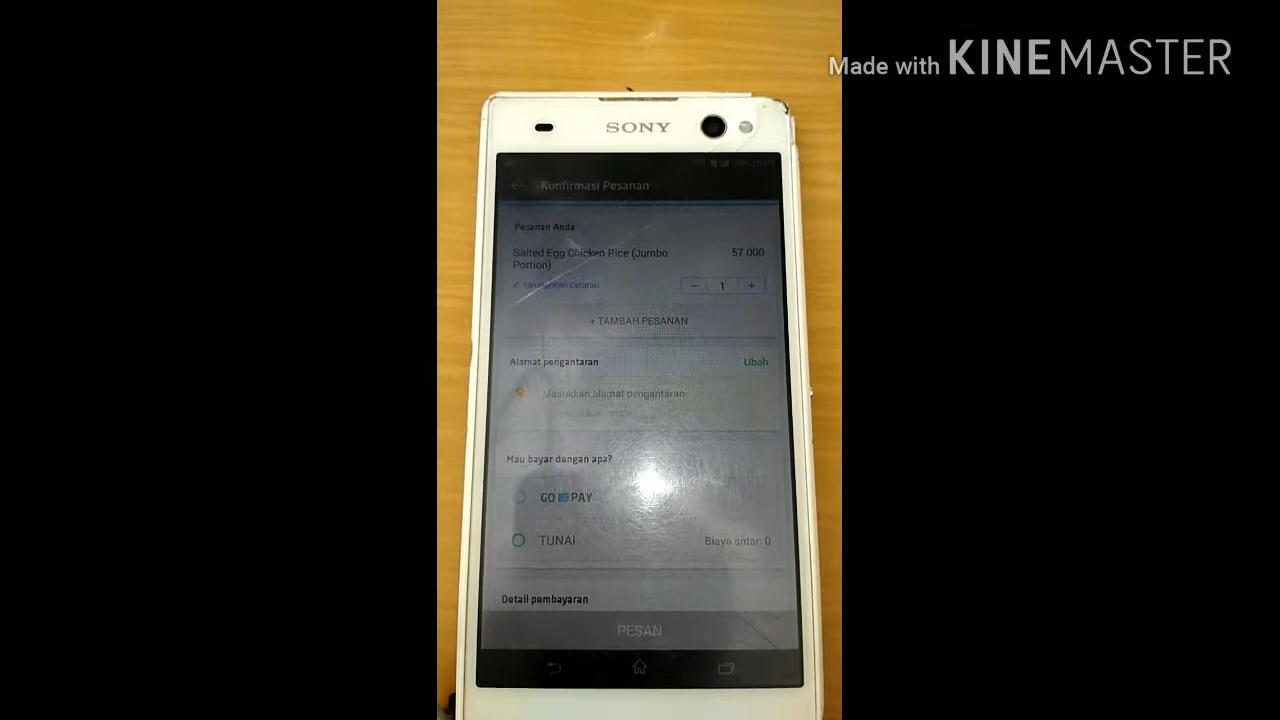 Made with KINEMASTER
SONY
Konfirmasi Pesanan
Pesanan Anda
Salted Egg Chicken Rice (Jumbo Portion) 57.000
Tambahkan catatan
- 1 +
+ TAMBAH PESANAN
Alamat pengantaran Ubah
Masukkan alamat pengantaran
Mau bayar dengan apa?
GO PAY
TUNAI Biaya antar: 0
Detail pembayaran
PESAN